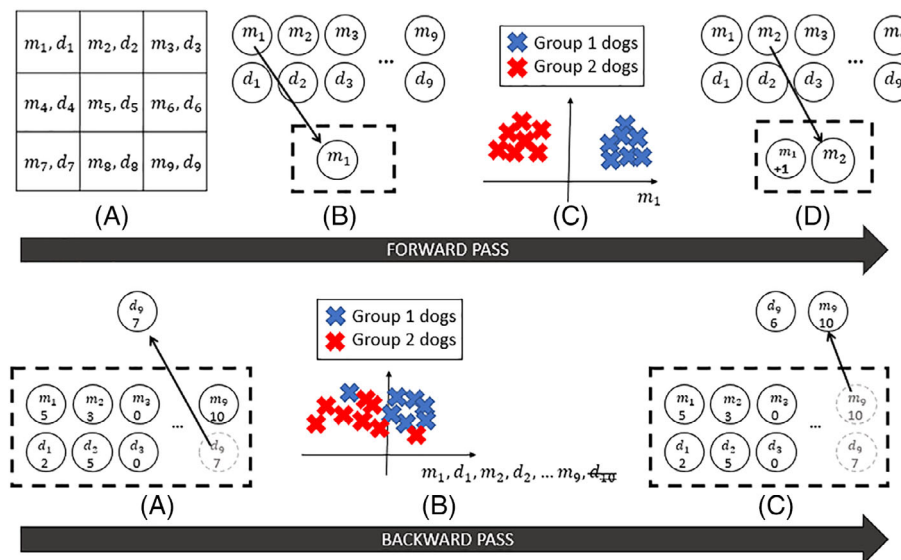 m₁, d₁ m₂, d₂ m₃, d₃
m₄, d₄ m₅, d₅ m₆, d₆
m₇, d₇ m₈, d₈ m₉, d₉
(A)
m₁ m₂ m₃ m₉
d₁ d₂ d₃ ... d₉
m₁
(B)
Group 1 dogs
Group 2 dogs
m₁
(C)
m₁ m₂ m₃
d₁ d₂ d₃ ... d₉
m₁ +1 m₂
(D)
FORWARD PASS
d₉ 7
m₁ 5 m₂ 3 m₃ 0 ... m₉ 10
d₁ 2 d₂ 5 d₃ 0 d₉ 7
(A)
Group 1 dogs
Group 2 dogs
m₁, d₁, m₂, d₂, ... m₉, d₁₀
(B)
d₉ 6 m₉ 10
m₁ 5 m₂ 3 m₃ 0 ... m₉ 10
d₁ 2 d₂ 5 d₃ 0 d₉ 7
(C)
BACKWARD PASS